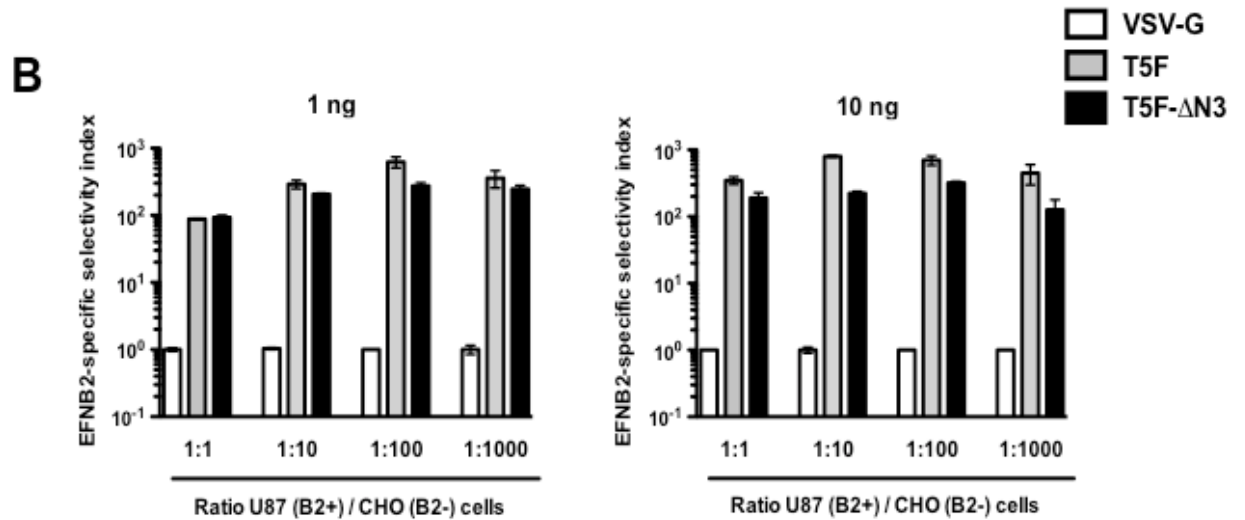 VSV-G
T5F
T5F-ΔN3
B
1 ng
EFNB2-specific selectivity index
10³
10²
10¹
10⁰
10⁻¹
1:1 1:10 1:100 1:1000
Ratio U87 (B2+) / CHO (B2-) cells
10 ng
EFNB2-specific selectivity index
10³
10²
10¹
10⁰
10⁻¹
1:1 1:10 1:100 1:1000
Ratio U87 (B2+) / CHO (B2-) cells